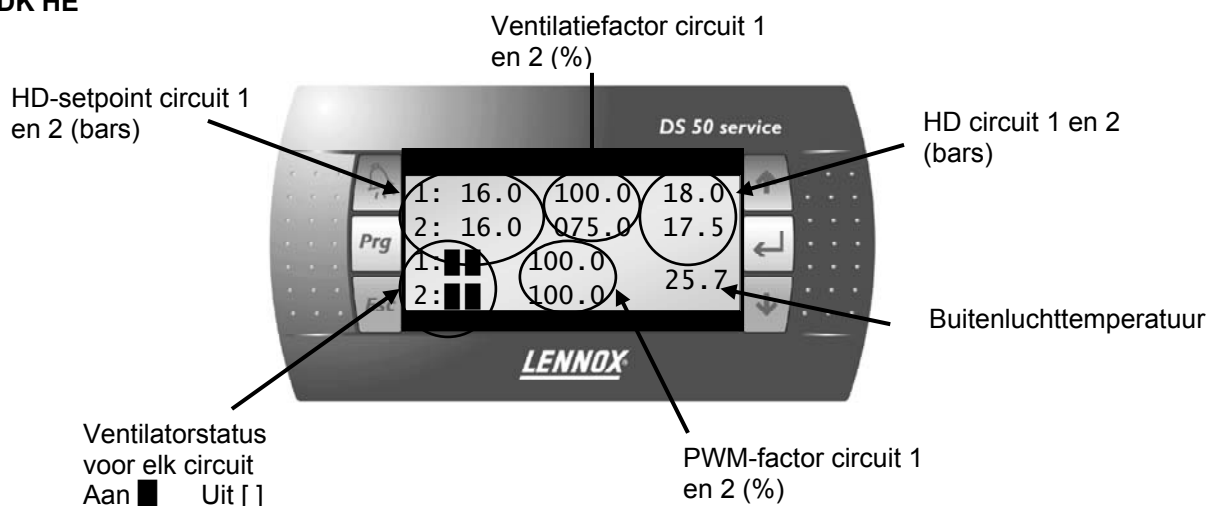 DK HE
Ventilatiefactor circuit 1
en 2 (%)
HD-setpoint circuit 1
en 2 (bars)
HD circuit 1 en 2
(bars)
DS 50 service
1: 16.0 100.0 18.0
2: 16.0 075.0 17.5
Prg
1:██ 100.0
25.7
2:██ 100.0
Esc
LENNOX
Buitenluchttemperatuur
Ventilatorstatus
voor elk circuit
Aan █ Uit [ ]
PWM-factor circuit 1
en 2 (%)